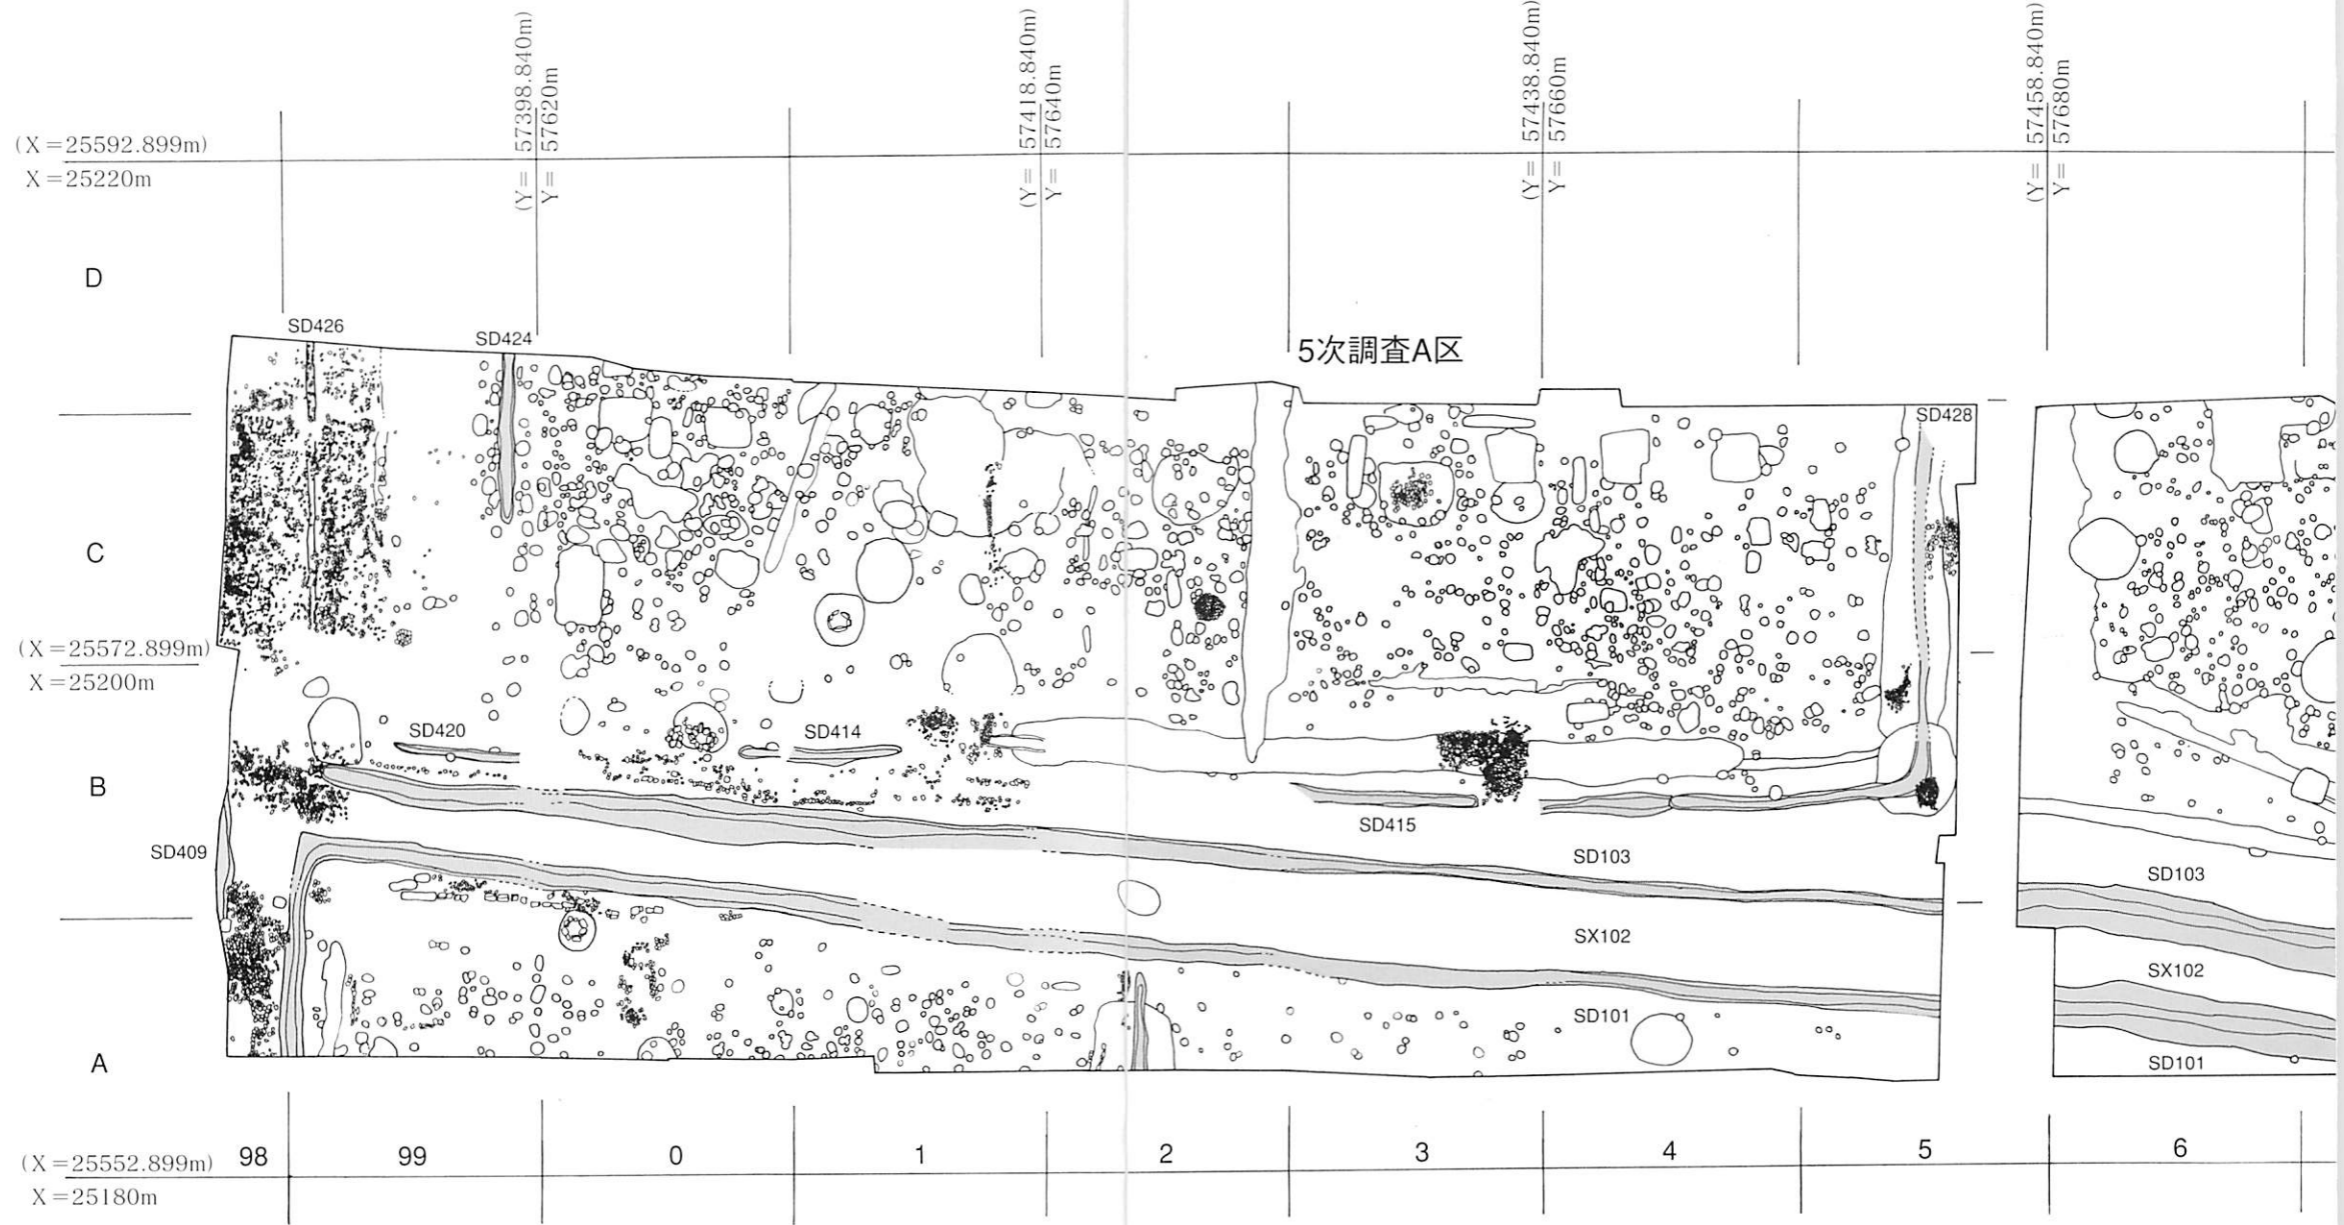 (Y= 57398.840m)
Y= 57620m
(Y= 57418.840m)
Y= 57640m
(Y= 57438.840m)
Y= 57660m
(Y= 57458.840m)
Y= 57680m
(X=25592.899m)
X=25220m
D
SD426
SD424
5次調査A区
SD428
C
(X=25572.899m)
X=25200m
SD420
SD414
B
SD415
SD409
SD103
SD103
SX102
SX102
SD101
A
SD101
(X=25552.899m)
98
99
0
1
2
3
4
5
6
X=25180m